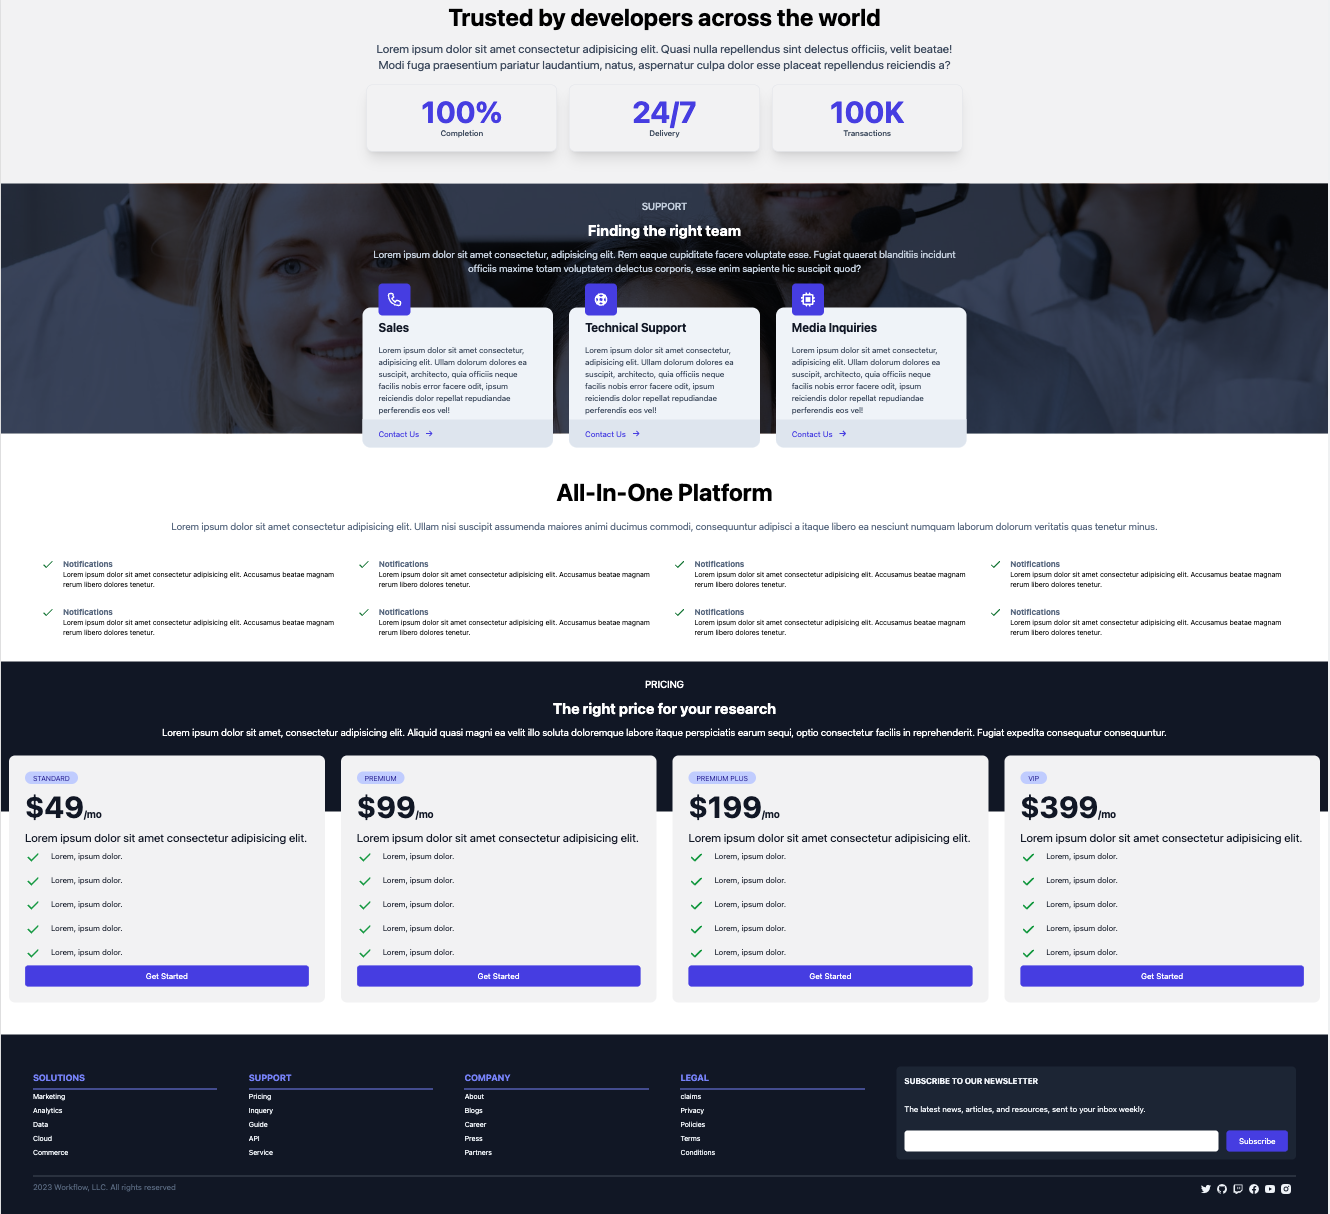 Trusted by developers across the world
Lorem ipsum dolor sit amet consectetur adipisicing elit. Quasi nulla repellendus sint delectus officiis, velit beatae!
Modi fuga praesentium pariatur laudantium, natus, aspernatur culpa dolor esse placeat repellendus reiciendis a?
100%
Completion
24/7
Delivery
100K
Transactions
SUPPORT
Finding the right team
Lorem ipsum dolor sit amet consectetur, adipisicing elit. Rem eaque cupiditate facere voluptate esse. Fugiat quaerat blanditiis incidunt
officiis maxime totam voluptatem delectus corporis, esse enim sapiente hic suscipit quod?
Sales
Lorem ipsum dolor sit amet consectetur,
adipisicing elit. Ullam dolorum dolores ea
suscipit, architecto, quia officiis neque
facilis nobis error facere odit, ipsum
reiciendis dolor repellat repudiandae
perferendis eos vel!
Contact Us
Technical Support
Lorem ipsum dolor sit amet consectetur,
adipisicing elit. Ullam dolorum dolores ea
suscipit, architecto, quia officiis neque
facilis nobis error facere odit, ipsum
reiciendis dolor repellat repudiandae
perferendis eos vel!
Contact Us
Media Inquiries
Lorem ipsum dolor sit amet consectetur,
adipisicing elit. Ullam dolorum dolores ea
suscipit, architecto, quia officiis neque
facilis nobis error facere odit, ipsum
reiciendis dolor repellat repudiandae
perferendis eos vel!
Contact Us
All-In-One Platform
Lorem ipsum dolor sit amet consectetur adipisicing elit. Ullam nisi suscipit assumenda maiores animi ducimus commodi, consequuntur adipisci a itaque libero ea nesciunt numquam laborum dolorum veritatis quas tenetur minus.
Notifications
Lorem ipsum dolor sit amet consectetur adipisicing elit. Accusamus beatae magnam
rerum libero dolores tenetur.
Notifications
Lorem ipsum dolor sit amet consectetur adipisicing elit. Accusamus beatae magnam
rerum libero dolores tenetur.
Notifications
Lorem ipsum dolor sit amet consectetur adipisicing elit. Accusamus beatae magnam
rerum libero dolores tenetur.
Notifications
Lorem ipsum dolor sit amet consectetur adipisicing elit. Accusamus beatae magnam
rerum libero dolores tenetur.
Notifications
Lorem ipsum dolor sit amet consectetur adipisicing elit. Accusamus beatae magnam
rerum libero dolores tenetur.
Notifications
Lorem ipsum dolor sit amet consectetur adipisicing elit. Accusamus beatae magnam
rerum libero dolores tenetur.
Notifications
Lorem ipsum dolor sit amet consectetur adipisicing elit. Accusamus beatae magnam
rerum libero dolores tenetur.
Notifications
Lorem ipsum dolor sit amet consectetur adipisicing elit. Accusamus beatae magnam
rerum libero dolores tenetur.
PRICING
The right price for your research
Lorem ipsum dolor sit amet, consectetur adipisicing elit. Aliquid quasi magni ea velit illo soluta doloremque labore itaque perspiciatis earum sequi, optio consectetur facilis in reprehenderit. Fugiat expedita consequatur consequuntur.
STANDARD
$49/mo
Lorem ipsum dolor sit amet consectetur adipisicing elit.
Lorem, ipsum dolor.
Lorem, ipsum dolor.
Lorem, ipsum dolor.
Lorem, ipsum dolor.
Lorem, ipsum dolor.
Get Started
PREMIUM
$99/mo
Lorem ipsum dolor sit amet consectetur adipisicing elit.
Lorem, ipsum dolor.
Lorem, ipsum dolor.
Lorem, ipsum dolor.
Lorem, ipsum dolor.
Lorem, ipsum dolor.
Get Started
PREMIUM PLUS
$199/mo
Lorem ipsum dolor sit amet consectetur adipisicing elit.
Lorem, ipsum dolor.
Lorem, ipsum dolor.
Lorem, ipsum dolor.
Lorem, ipsum dolor.
Lorem, ipsum dolor.
Get Started
VIP
$399/mo
Lorem ipsum dolor sit amet consectetur adipisicing elit.
Lorem, ipsum dolor.
Lorem, ipsum dolor.
Lorem, ipsum dolor.
Lorem, ipsum dolor.
Lorem, ipsum dolor.
Get Started
SOLUTIONS
Marketing
Analytics
Data
Cloud
Commerce
SUPPORT
Pricing
Inquery
Guide
API
Service
COMPANY
About
Blogs
Career
Press
Partners
LEGAL
claims
Privacy
Policies
Terms
Conditions
SUBSCRIBE TO OUR NEWSLETTER
The latest news, articles, and resources, sent to your inbox weekly.
Subscribe
2023 Workflow, LLC. All rights reserved